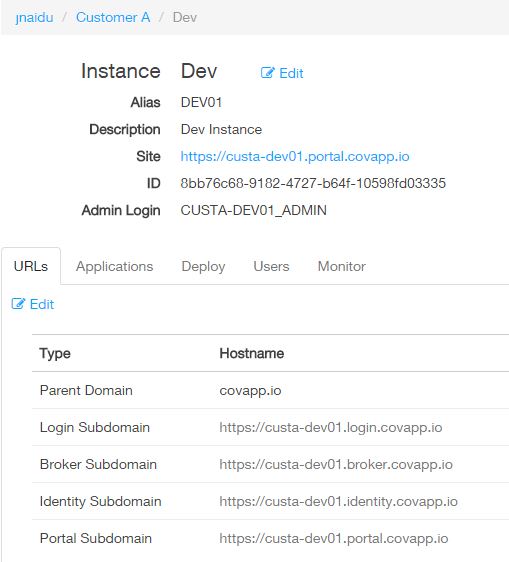 jnaidu / Customer A / Dev
Instance Dev Edit
Alias DEV01
Description Dev Instance
Site https://custa-dev01.portal.covapp.io
ID 8bb76c68-9182-4727-b64f-10598fd03335
Admin Login CUSTA-DEV01_ADMIN
URLs Applications Deploy Users Monitor
Edit
Type Hostname
Parent Domain covapp.io
Login Subdomain https://custa-dev01.login.covapp.io
Broker Subdomain https://custa-dev01.broker.covapp.io
Identity Subdomain https://custa-dev01.identity.covapp.io
Portal Subdomain https://custa-dev01.portal.covapp.io